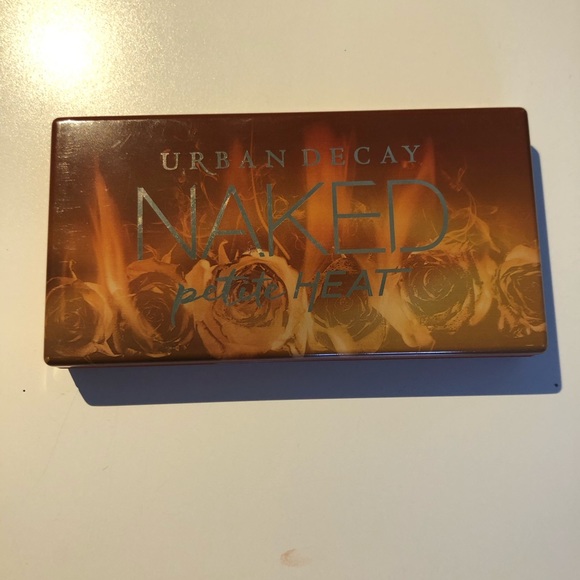 URBAN DECAY
NAKED
petite HEAT